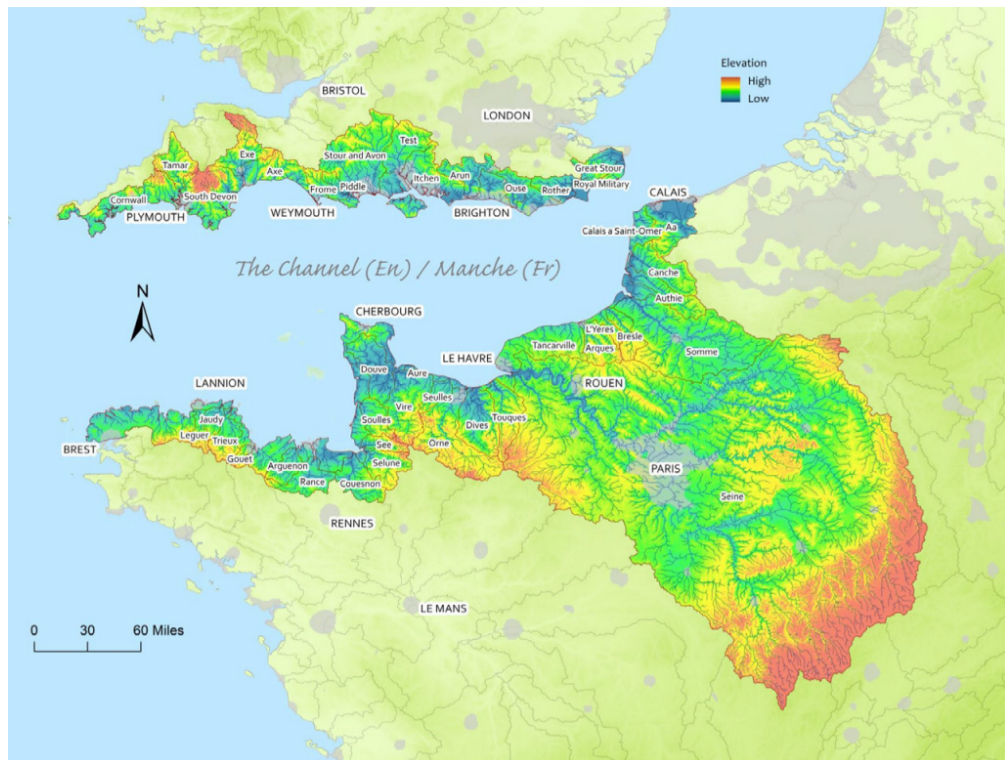 Elevation
High
Low
BRISTOL
LONDON
Test
Exe
Tamar
Axe
Stour and Avon
Itchen
Arun
Great Stour
Cornwall
South Devon
Frome
Piddle
Ouse
Rother
Royal Military
PLYMOUTH
WEYMOUTH
BRIGHTON
CALAIS
Calais a Saint-Omer
Aa
The Channel (En) / Manche (Fr)
Canche
Authie
N
CHERBOURG
L'Yeres
Bresle
Tancarville
Arques
Somme
LE HAVRE
Douve
Aure
ROUEN
LANNION
Seulles
Vire
Jaudy
Soulles
Dives
Touques
Leguer
Trieux
See
Orne
BREST
Gouet
Arguenon
Selune
PARIS
Rance
Couesnon
Seine
RENNES
LE MANS
0 30 60 Miles